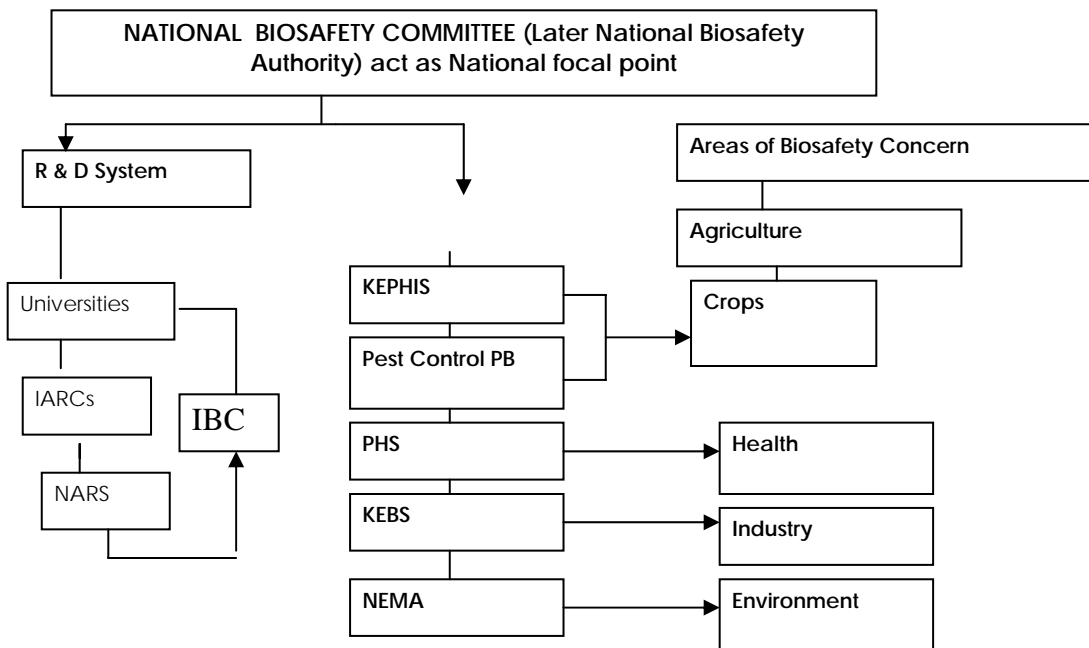 NATIONAL BIOSAFETY COMMITTEE (Later National Biosafety
Authority) act as National focal point
R & D System
Areas of Biosafety Concern
Agriculture
KEPHIS
Crops
Universities
Pest Control PB
IARCs
IBC
PHS
Health
NARS
KEBS
Industry
NEMA
Environment